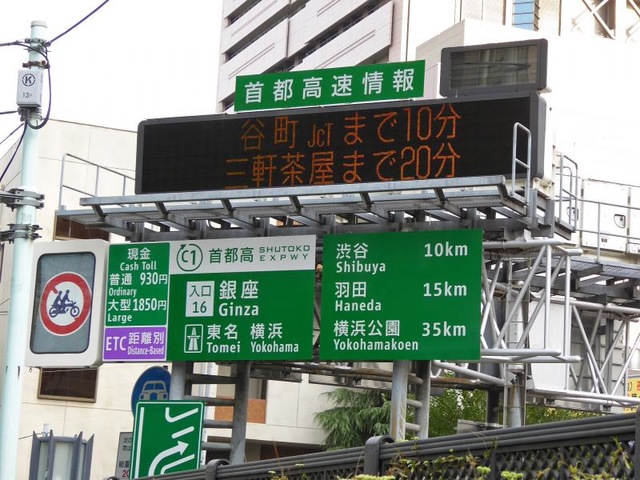 首都高速情報
谷町JCTまで10分
三軒茶屋まで20分
現金
Cash Toll
普通 930円
Ordinary
大型 1850円
Large
ETC 距離別
Distance-Based
C1 首都高 SHUTOKO EXPWY
入口 16 銀座
Ginza
東名 横浜
Tomei Yokohama
渋谷 10km
Shibuya
羽田 15km
Haneda
横浜公園 35km
Yokohamakoen
K